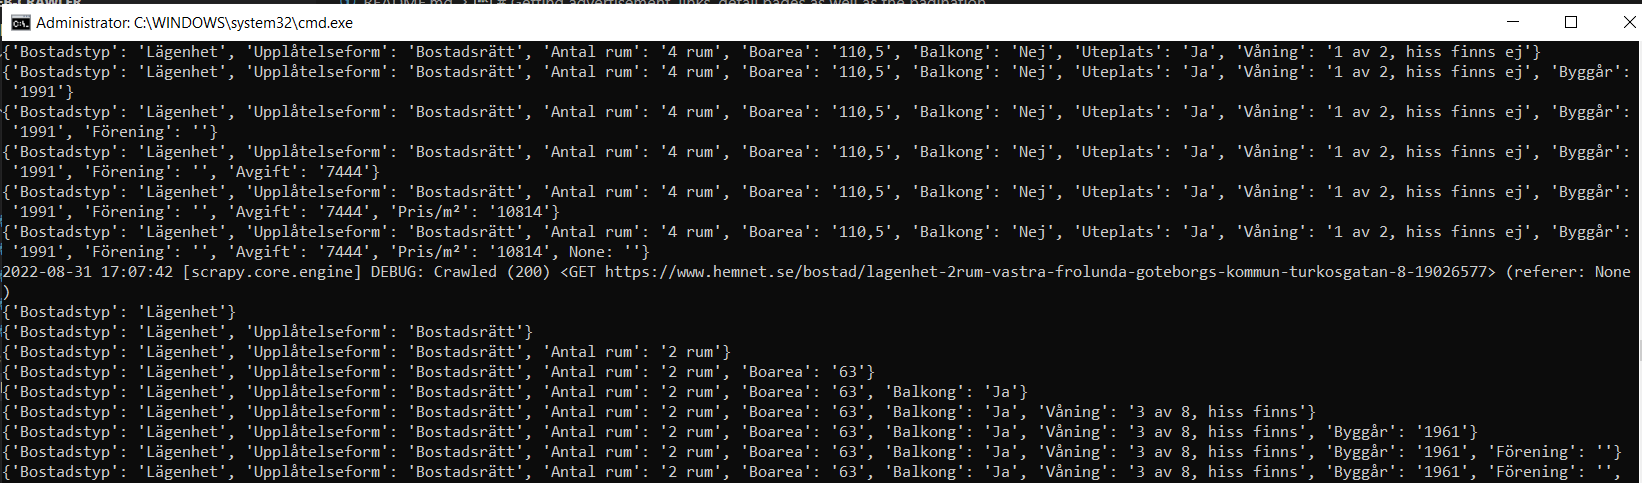 Administrator: C:\WINDOWS\system32\cmd.exe
{'Bostadstyp': 'Lägenhet', 'Upplåtelseform': 'Bostadsrätt', 'Antal rum': '4 rum', 'Boarea': '110,5', 'Balkong': 'Nej', 'Uteplats': 'Ja', 'Våning': '1 av 2, hiss finns ej'}
{'Bostadstyp': 'Lägenhet', 'Upplåtelseform': 'Bostadsrätt', 'Antal rum': '4 rum', 'Boarea': '110,5', 'Balkong': 'Nej', 'Uteplats': 'Ja', 'Våning': '1 av 2, hiss finns ej', 'Byggår':
'1991'}
{'Bostadstyp': 'Lägenhet', 'Upplåtelseform': 'Bostadsrätt', 'Antal rum': '4 rum', 'Boarea': '110,5', 'Balkong': 'Nej', 'Uteplats': 'Ja', 'Våning': '1 av 2, hiss finns ej', 'Byggår':
'1991', 'Förening': ''}
{'Bostadstyp': 'Lägenhet', 'Upplåtelseform': 'Bostadsrätt', 'Antal rum': '4 rum', 'Boarea': '110,5', 'Balkong': 'Nej', 'Uteplats': 'Ja', 'Våning': '1 av 2, hiss finns ej', 'Byggår':
'1991', 'Förening': '', 'Avgift': '7444'}
{'Bostadstyp': 'Lägenhet', 'Upplåtelseform': 'Bostadsrätt', 'Antal rum': '4 rum', 'Boarea': '110,5', 'Balkong': 'Nej', 'Uteplats': 'Ja', 'Våning': '1 av 2, hiss finns ej', 'Byggår':
'1991', 'Förening': '', 'Avgift': '7444', 'Pris/m²': '10814'}
{'Bostadstyp': 'Lägenhet', 'Upplåtelseform': 'Bostadsrätt', 'Antal rum': '4 rum', 'Boarea': '110,5', 'Balkong': 'Nej', 'Uteplats': 'Ja', 'Våning': '1 av 2, hiss finns ej', 'Byggår':
'1991', 'Förening': '', 'Avgift': '7444', 'Pris/m²': '10814', None: ''}
2022-08-31 17:07:42 [scrapy.core.engine] DEBUG: Crawled (200) <GET https://www.hemnet.se/bostad/lagenhet-2rum-vastra-frolunda-goteborgs-kommun-turkosgatan-8-19026577> (referer: None
)
{'Bostadstyp': 'Lägenhet'}
{'Bostadstyp': 'Lägenhet', 'Upplåtelseform': 'Bostadsrätt'}
{'Bostadstyp': 'Lägenhet', 'Upplåtelseform': 'Bostadsrätt', 'Antal rum': '2 rum'}
{'Bostadstyp': 'Lägenhet', 'Upplåtelseform': 'Bostadsrätt', 'Antal rum': '2 rum', 'Boarea': '63'}
{'Bostadstyp': 'Lägenhet', 'Upplåtelseform': 'Bostadsrätt', 'Antal rum': '2 rum', 'Boarea': '63', 'Balkong': 'Ja'}
{'Bostadstyp': 'Lägenhet', 'Upplåtelseform': 'Bostadsrätt', 'Antal rum': '2 rum', 'Boarea': '63', 'Balkong': 'Ja', 'Våning': '3 av 8, hiss finns'}
{'Bostadstyp': 'Lägenhet', 'Upplåtelseform': 'Bostadsrätt', 'Antal rum': '2 rum', 'Boarea': '63', 'Balkong': 'Ja', 'Våning': '3 av 8, hiss finns', 'Byggår': '1961'}
{'Bostadstyp': 'Lägenhet', 'Upplåtelseform': 'Bostadsrätt', 'Antal rum': '2 rum', 'Boarea': '63', 'Balkong': 'Ja', 'Våning': '3 av 8, hiss finns', 'Byggår': '1961', 'Förening': ''}
{'Bostadstyp': 'Lägenhet', 'Upplåtelseform': 'Bostadsrätt', 'Antal rum': '2 rum', 'Boarea': '63', 'Balkong': 'Ja', 'Våning': '3 av 8, hiss finns', 'Byggår': '1961', 'Förening': '',